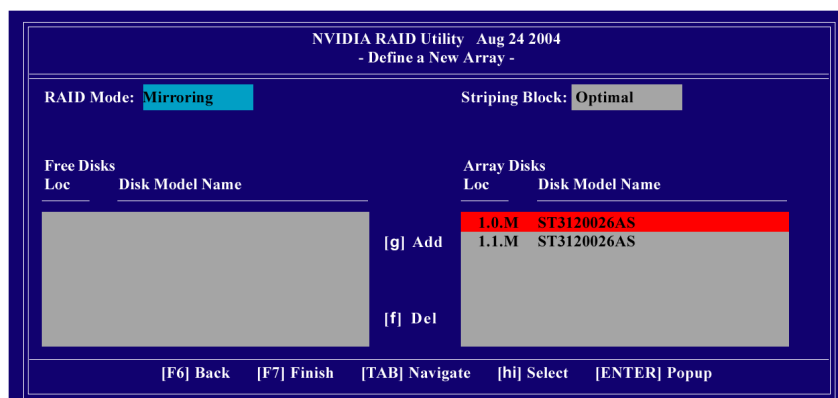 NVIDIA RAID Utility Aug 24 2004
- Define a New Array -
RAID Mode: Mirroring
Striping Block: Optimal
Free Disks
Loc Disk Model Name
Array Disks
Loc Disk Model Name
1.0.M ST3120026AS
1.1.M ST3120026AS
[g] Add
[f] Del
[F6] Back [F7] Finish [TAB] Navigate [hi] Select [ENTER] Popup